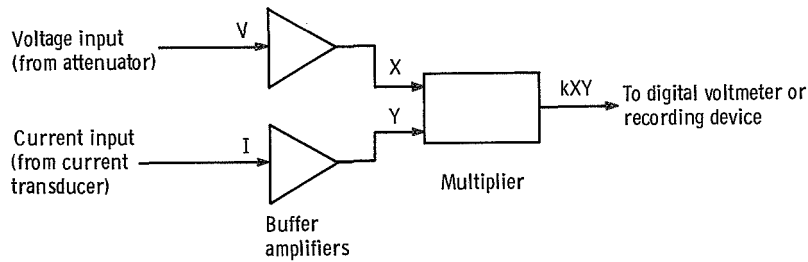 Voltage input
(from attenuator)
V
X
kXY
To digital voltmeter or
recording device
Current input
(from current
transducer)
I
Y
Multiplier
Buffer
amplifiers